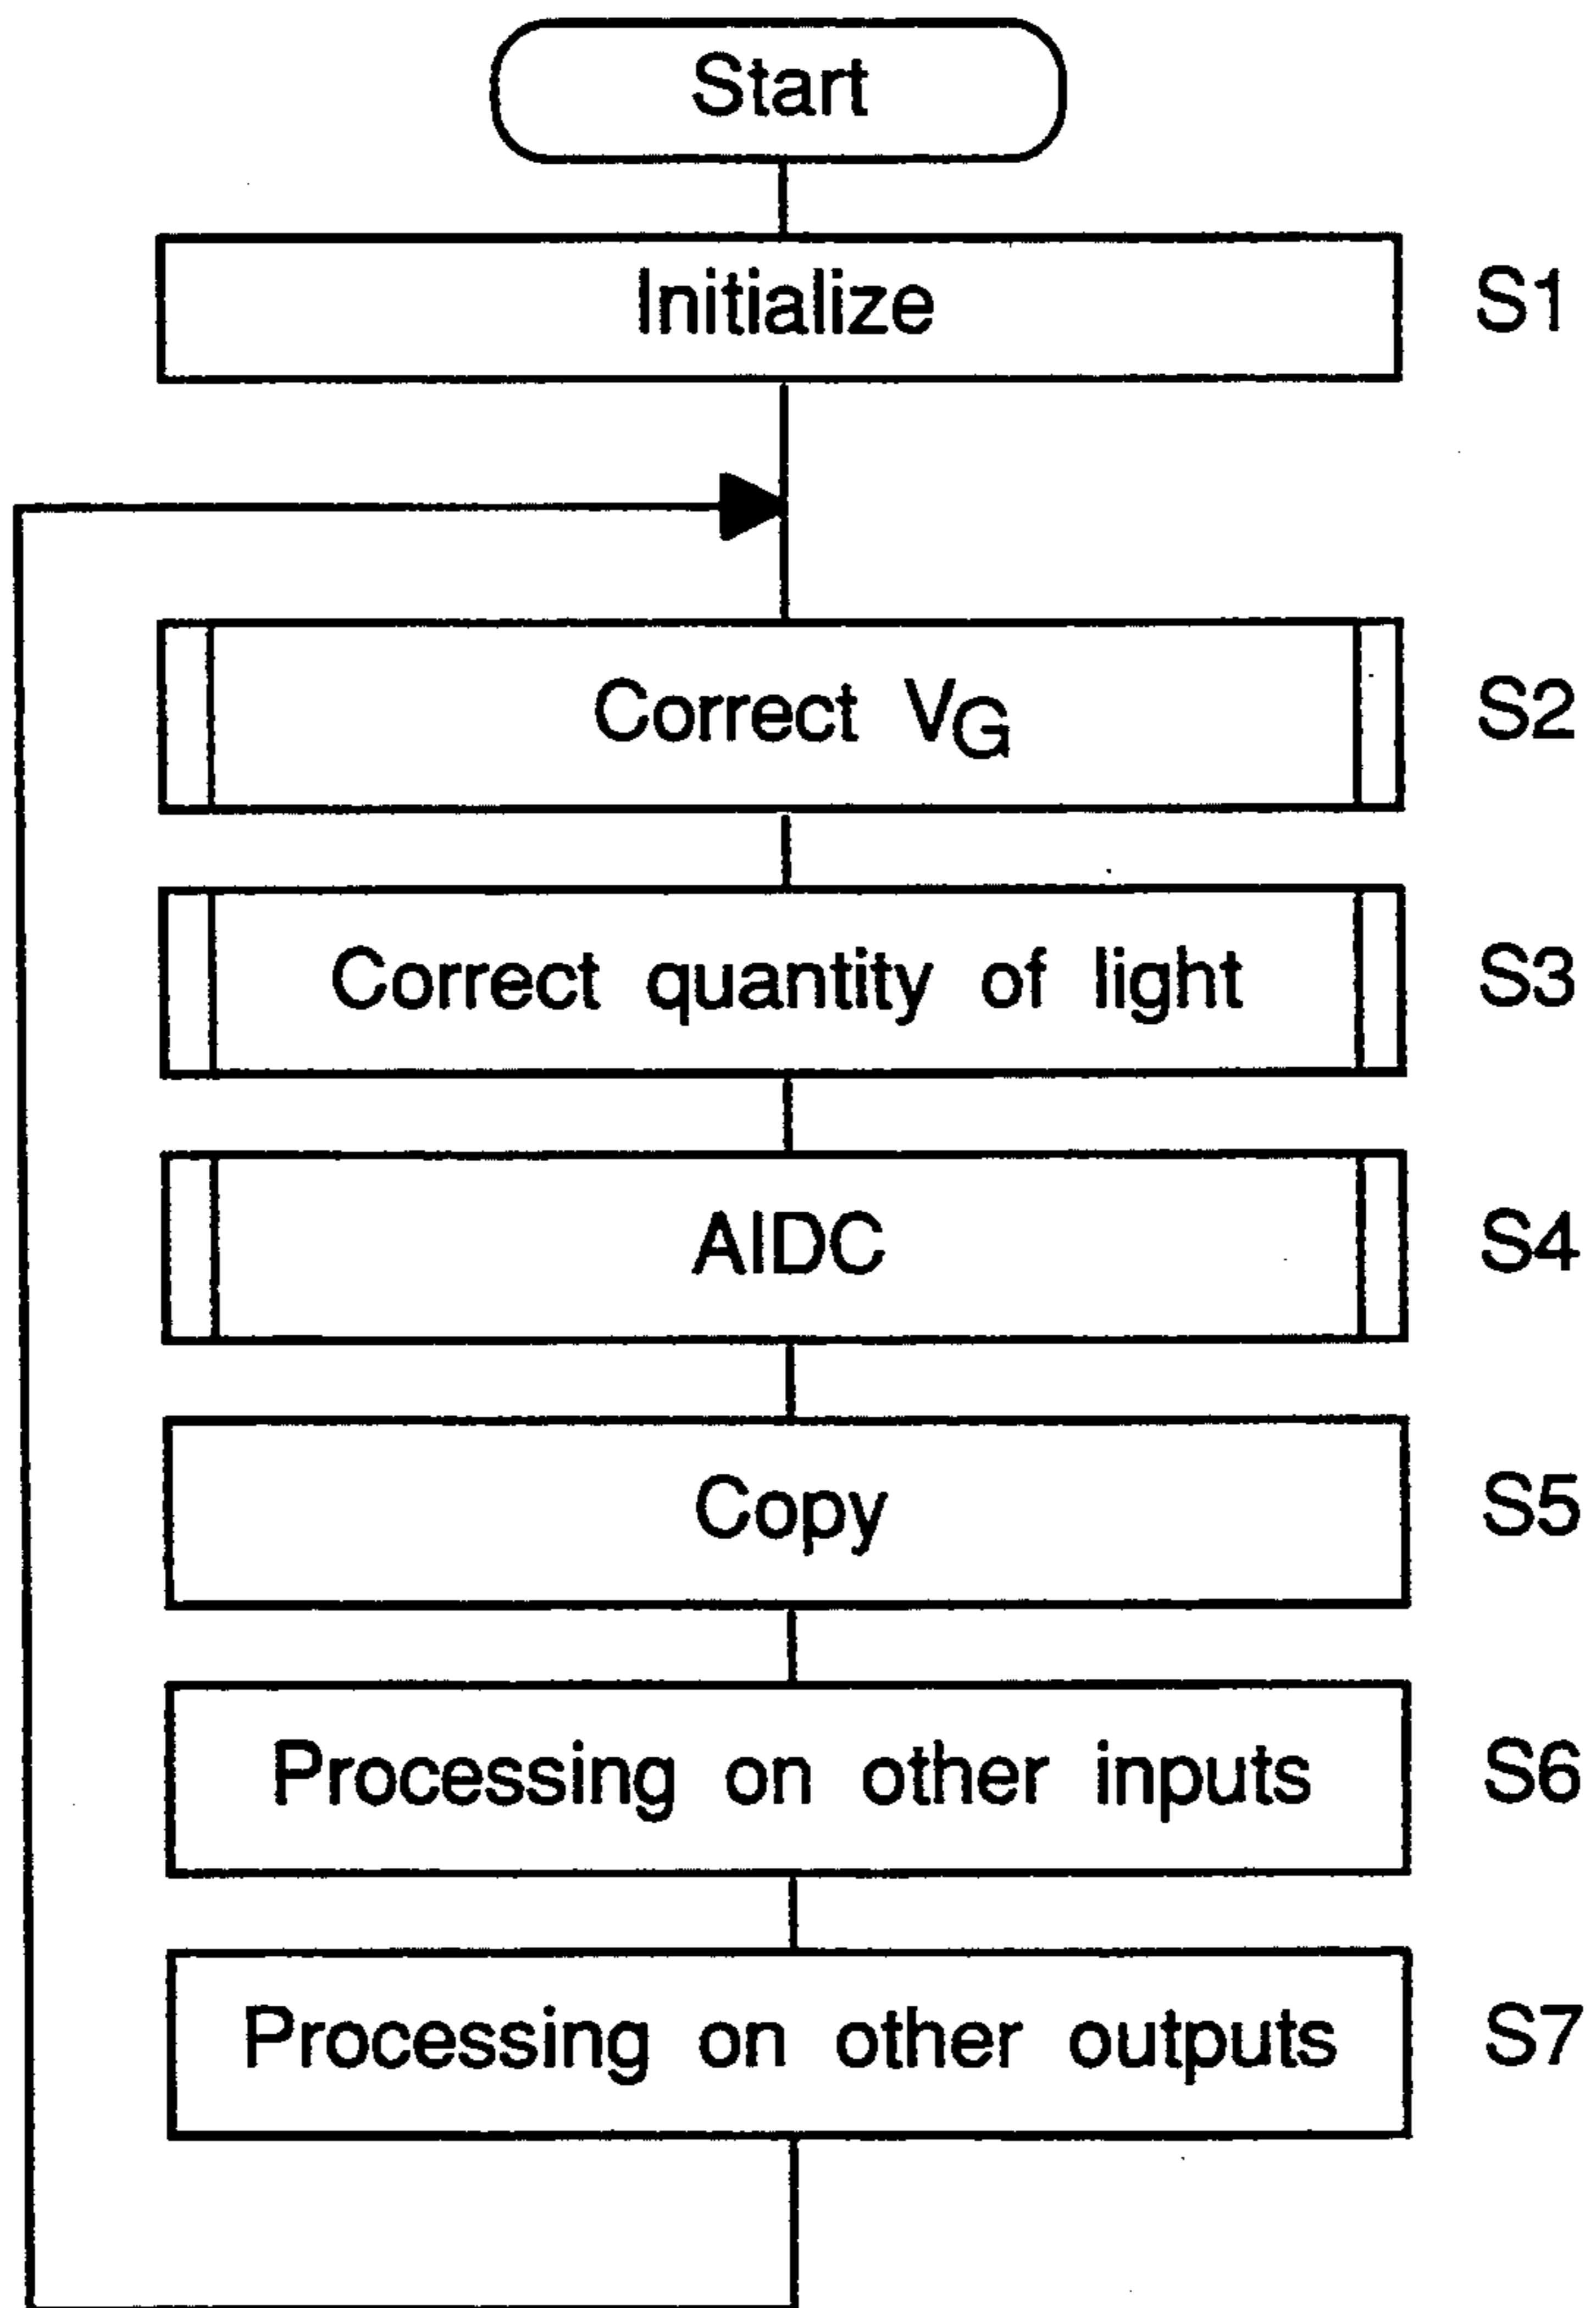 Start
Initialize S1
Correct VG S2
Correct quantity of light S3
AIDC S4
Copy S5
Processing on other inputs S6
Processing on other outputs S7